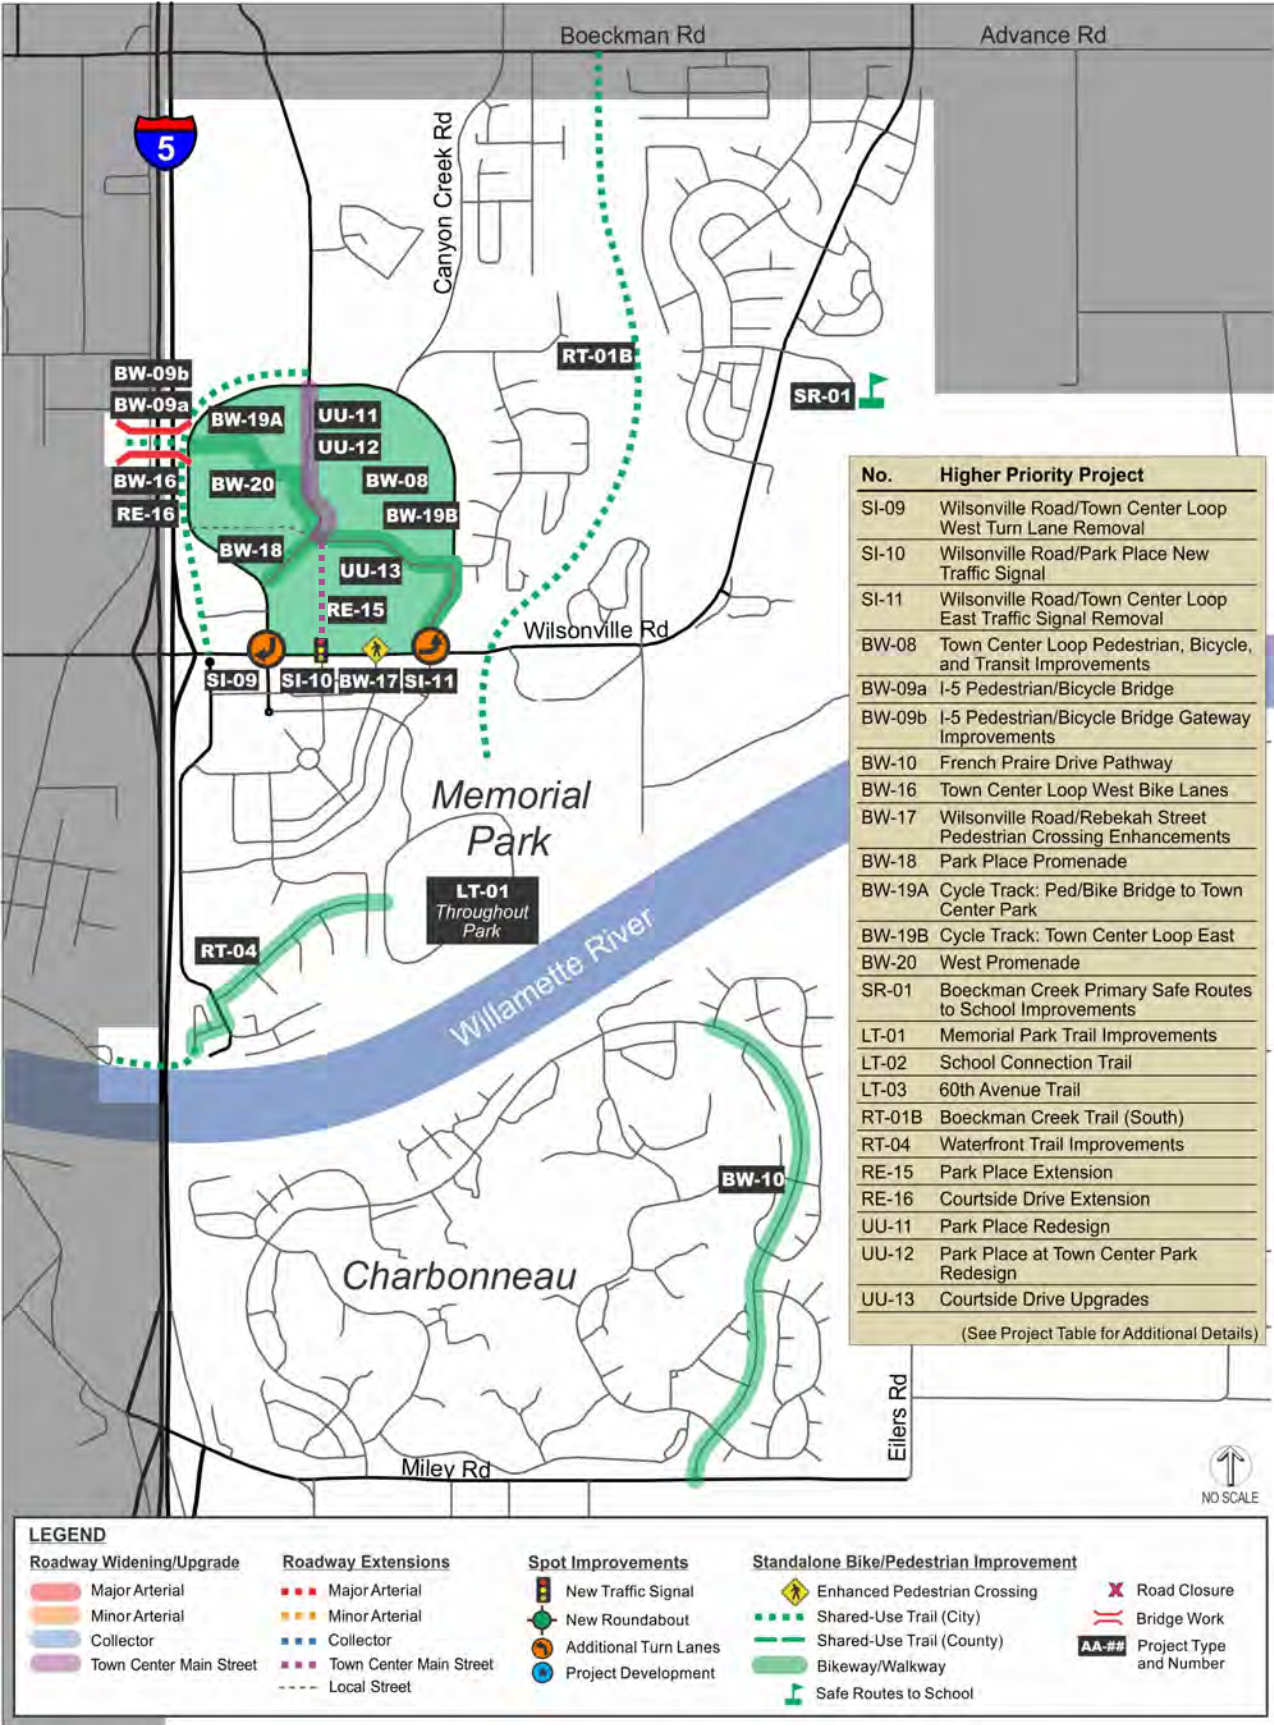 Boeckman Rd
Advance Rd
5
Canyon Creek Rd
RT-01B
SR-01
BW-09b
BW-09a
BW-19A
UU-11
UU-12
BW-16
BW-20
BW-08
RE-16
BW-19B
BW-18
UU-13
RE-15
Wilsonville Rd
SI-09
SI-10
BW-17
SI-11
Memorial
Park
LT-01
Throughout
Park
RT-04
Willamette River
BW-10
Charbonneau
Miley Rd
Eilers Rd
No. Higher Priority Project
SI-09 Wilsonville Road/Town Center Loop
West Turn Lane Removal
SI-10 Wilsonville Road/Park Place New
Traffic Signal
SI-11 Wilsonville Road/Town Center Loop
East Traffic Signal Removal
BW-08 Town Center Loop Pedestrian, Bicycle,
and Transit Improvements
BW-09a I-5 Pedestrian/Bicycle Bridge
BW-09b I-5 Pedestrian/Bicycle Bridge Gateway
Improvements
BW-10 French Praire Drive Pathway
BW-16 Town Center Loop West Bike Lanes
BW-17 Wilsonville Road/Rebekah Street
Pedestrian Crossing Enhancements
BW-18 Park Place Promenade
BW-19A Cycle Track: Ped/Bike Bridge to Town
Center Park
BW-19B Cycle Track: Town Center Loop East
BW-20 West Promenade
SR-01 Boeckman Creek Primary Safe Routes
to School Improvements
LT-01 Memorial Park Trail Improvements
LT-02 School Connection Trail
LT-03 60th Avenue Trail
RT-01B Boeckman Creek Trail (South)
RT-04 Waterfront Trail Improvements
RE-15 Park Place Extension
RE-16 Courtside Drive Extension
UU-11 Park Place Redesign
UU-12 Park Place at Town Center Park
Redesign
UU-13 Courtside Drive Upgrades
(See Project Table for Additional Details)
NO SCALE
LEGEND
Roadway Widening/Upgrade
Major Arterial
Minor Arterial
Collector
Town Center Main Street
Roadway Extensions
Major Arterial
Minor Arterial
Collector
Town Center Main Street
Local Street
Spot Improvements
New Traffic Signal
New Roundabout
Additional Turn Lanes
Project Development
Standalone Bike/Pedestrian Improvement
Enhanced Pedestrian Crossing
Shared-Use Trail (City)
Shared-Use Trail (County)
Bikeway/Walkway
Safe Routes to School
Road Closure
Bridge Work
AA-## Project Type
and Number